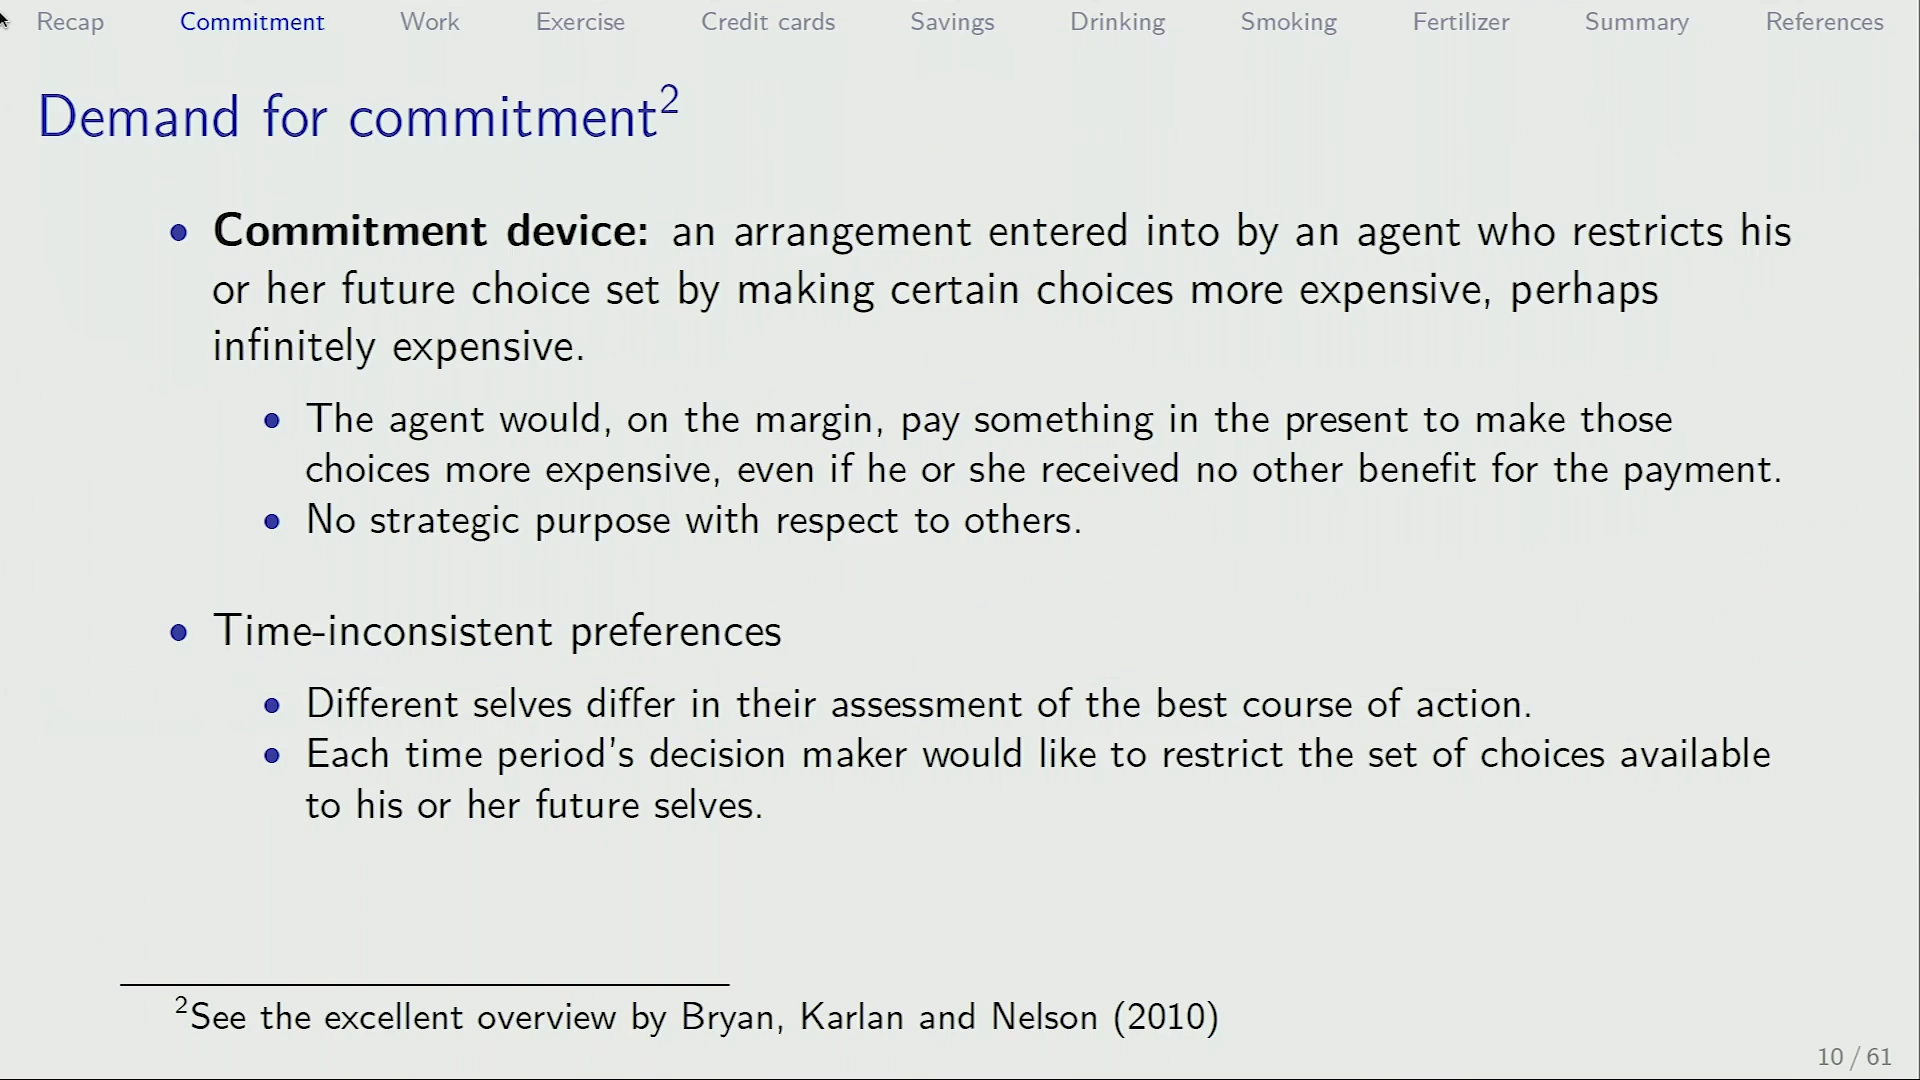 Recap Commitment Work Exercise Credit cards Savings Drinking Smoking Fertilizer Summary References
Demand for commitment²
• Commitment device: an arrangement entered into by an agent who restricts his
or her future choice set by making certain choices more expensive, perhaps
infinitely expensive.
• The agent would, on the margin, pay something in the present to make those
choices more expensive, even if he or she received no other benefit for the payment.
• No strategic purpose with respect to others.
• Time-inconsistent preferences
• Different selves differ in their assessment of the best course of action.
• Each time period's decision maker would like to restrict the set of choices available
to his or her future selves.
²See the excellent overview by Bryan, Karlan and Nelson (2010)
10 / 61